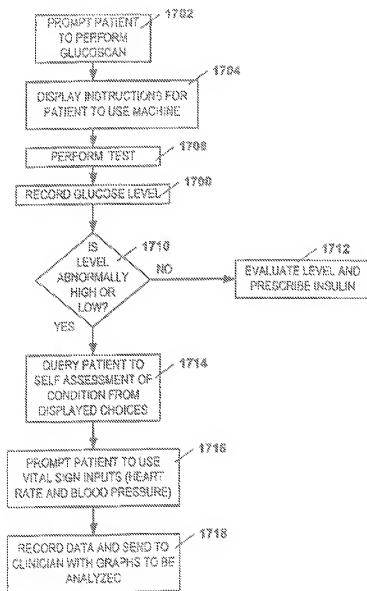 1702
PROMPT PATIENT
TO PERFORM
GLUCOSCAN
1704
DISPLAY INSTRUCTIONS FOR
PATIENT TO USE MACHINE
1706
PERFORM TEST
1700
RECORD GLUCOSE LEVEL
1710
IS
LEVEL
ABNORMALLY
HIGH OR
LOW?
NO
YES
1712
EVALUATE LEVEL AND
PRESCRIBE INSULIN
1714
QUERY PATIENT TO
SELF ASSESSMENT OF
CONDITION FROM
DISPLAYED CHOICES
1716
PROMPT PATIENT TO USE
VITAL SIGN INPUTS (HEART
RATE AND BLOOD PRESSURE)
1718
RECORD DATA AND SEND TO
CLINICIAN WITH GRAPHS TO BE
ANALYZEC